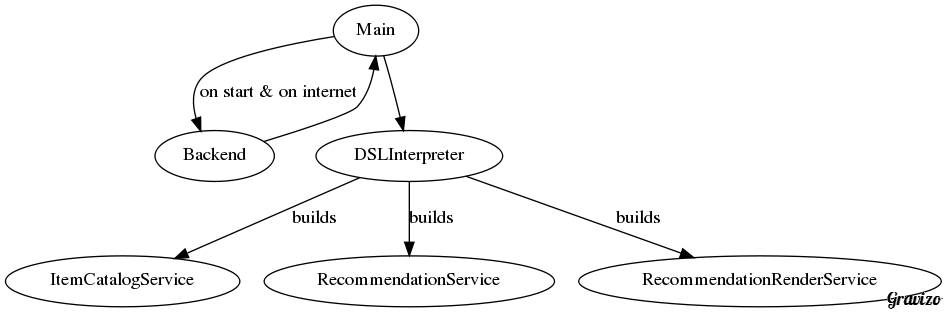 Main
on start & on internet
Backend
DSLInterpreter
builds
builds
builds
ItemCatalogService
RecommendationService
RecommendationRenderService
Gravizo